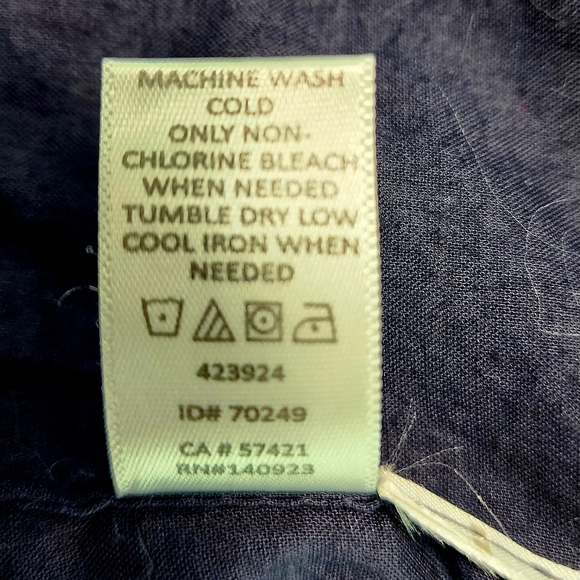 MACHINE WASH
COLD
ONLY NON-
CHLORINE BLEACH
WHEN NEEDED
TUMBLE DRY LOW
COOL IRON WHEN
NEEDED
423924
ID# 70249
CA # 57421
RN#140923